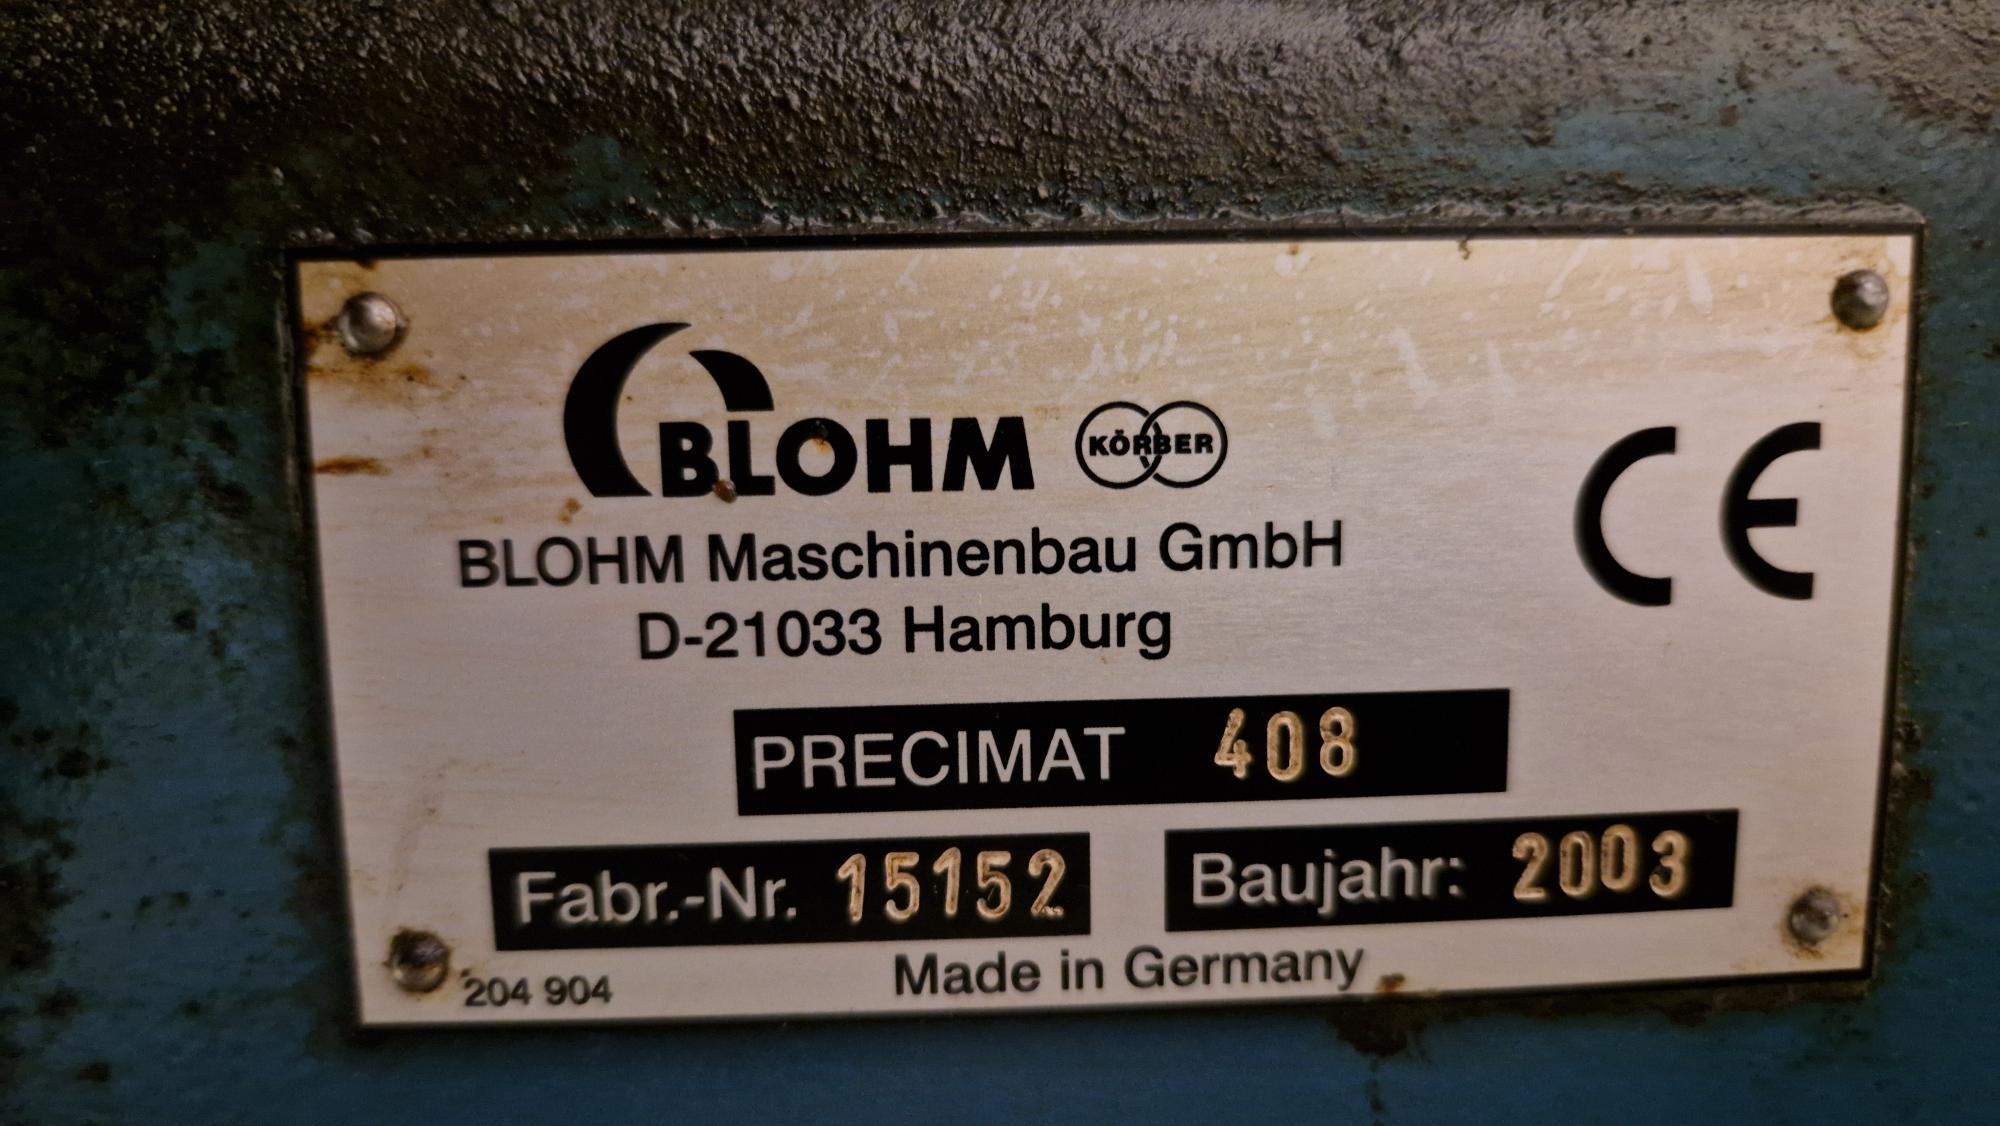 BLOHM KÖRBER
CE
BLOHM Maschinenbau GmbH
D-21033 Hamburg
PRECIMAT 408
Fabr.-Nr. 15152 Baujahr: 2003
204 904 Made in Germany